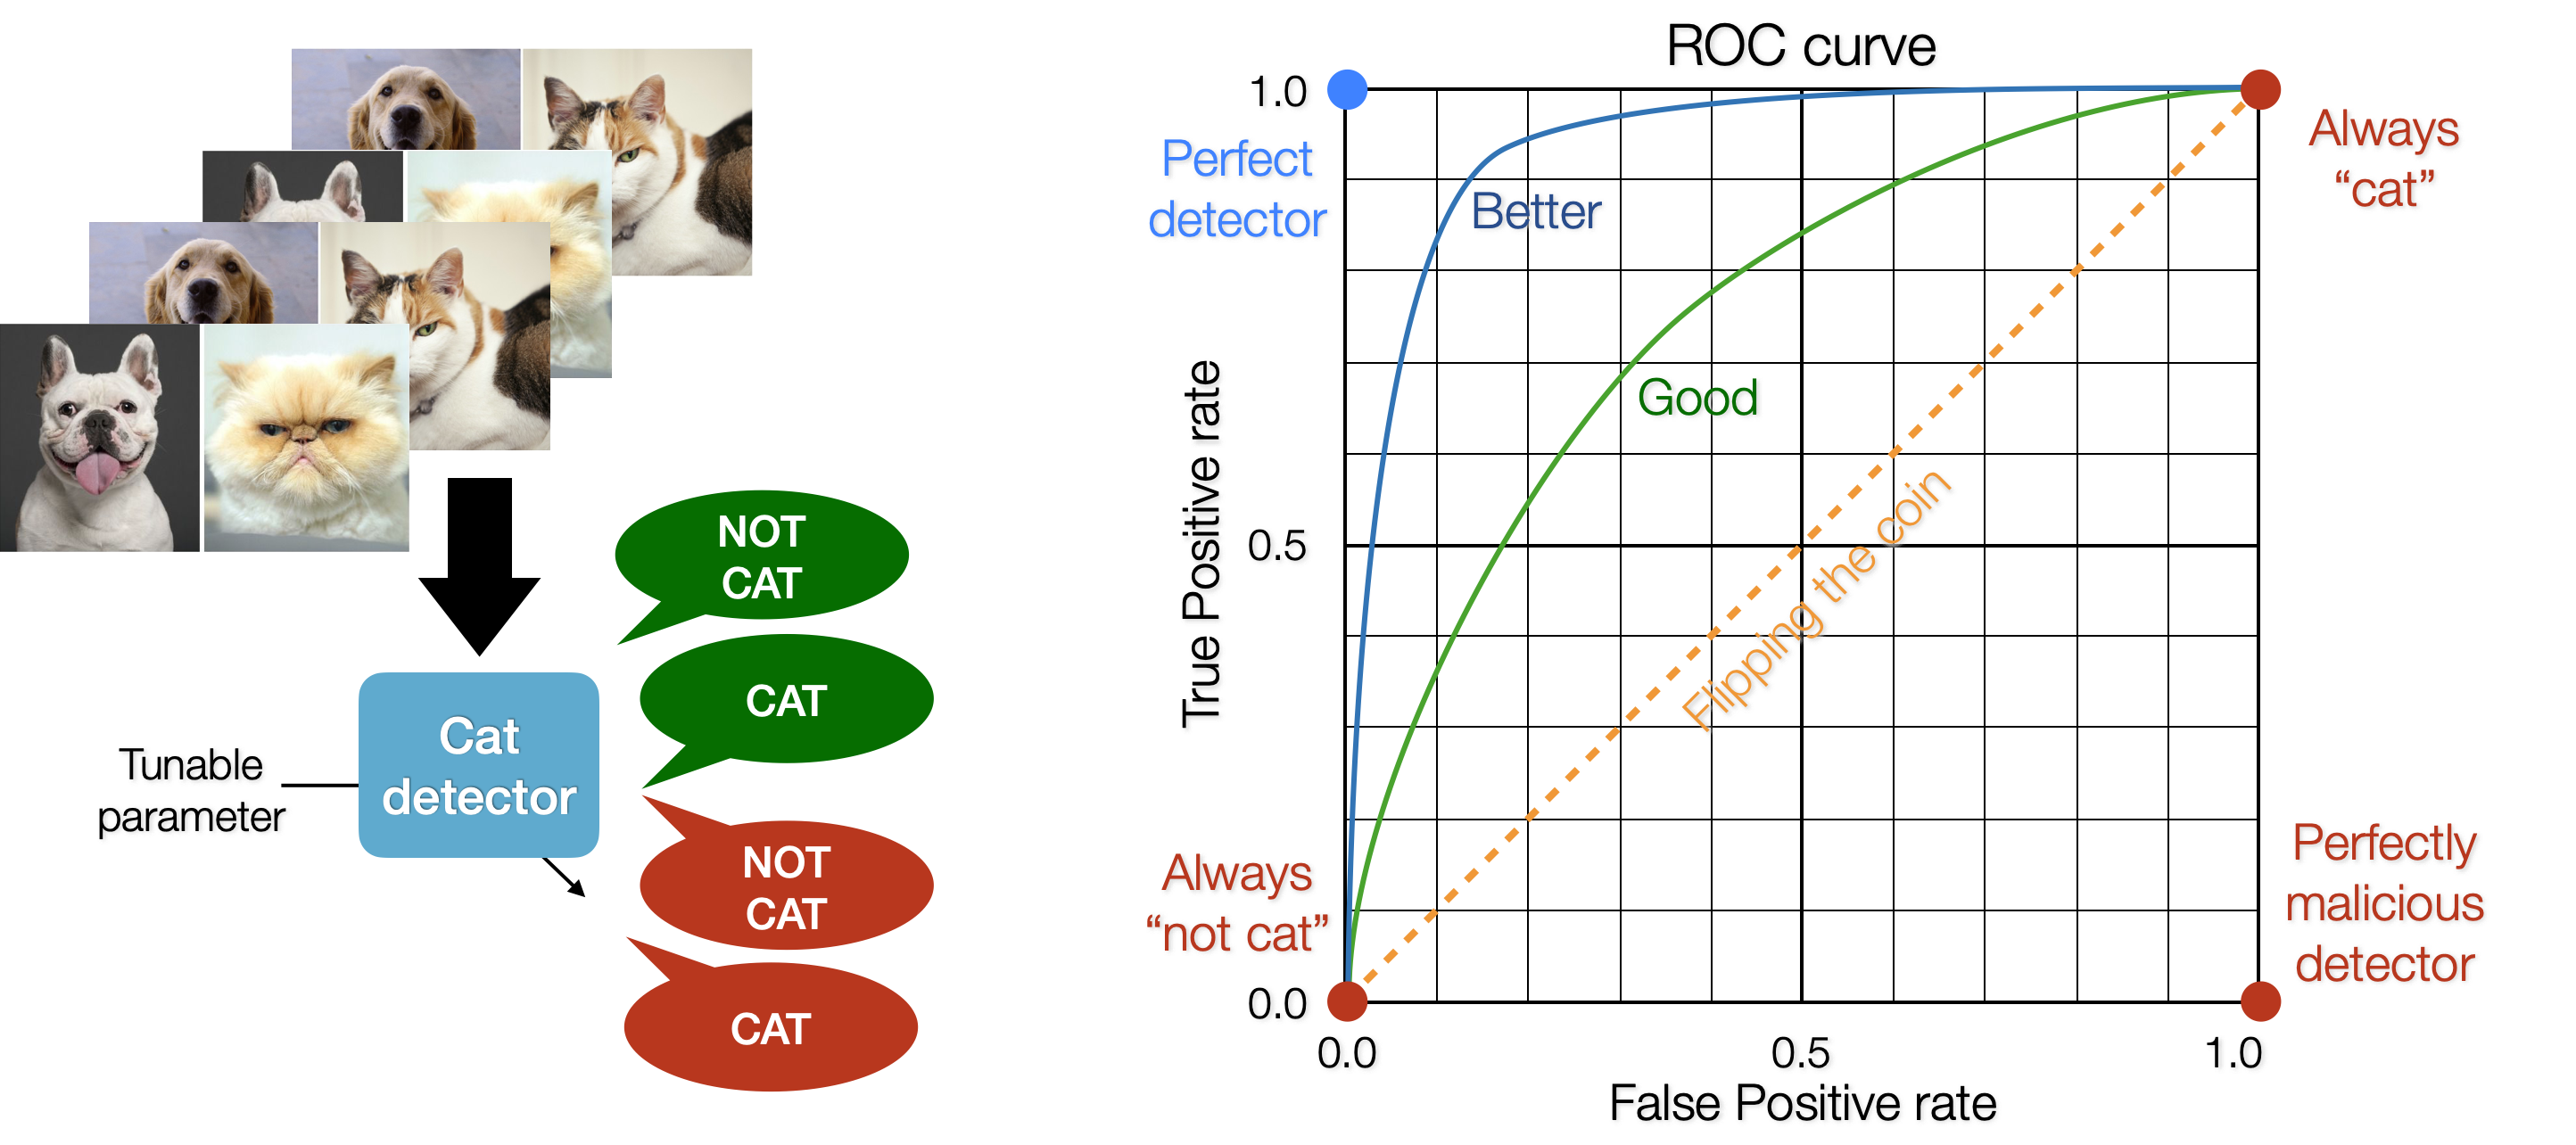 NOT
CAT
CAT
Cat
detector
Tunable
parameter
NOT
CAT
CAT
ROC curve
1.0
Perfect
detector
Better
Always
“cat”
Good
True Positive rate
0.5
Flipping the coin
Always
“not cat”
Perfectly
malicious
detector
0.0
0.0
0.5
1.0
False Positive rate